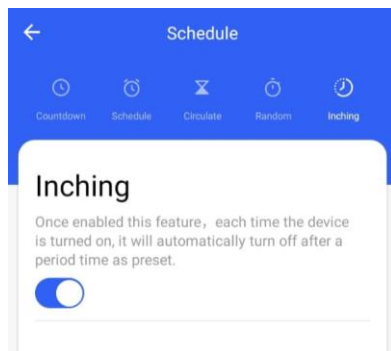 Schedule
Countdown Schedule Circulate Random Inching
Inching
Once enabled this feature，each time the device
is turned on, it will automatically turn off after a
period time as preset.